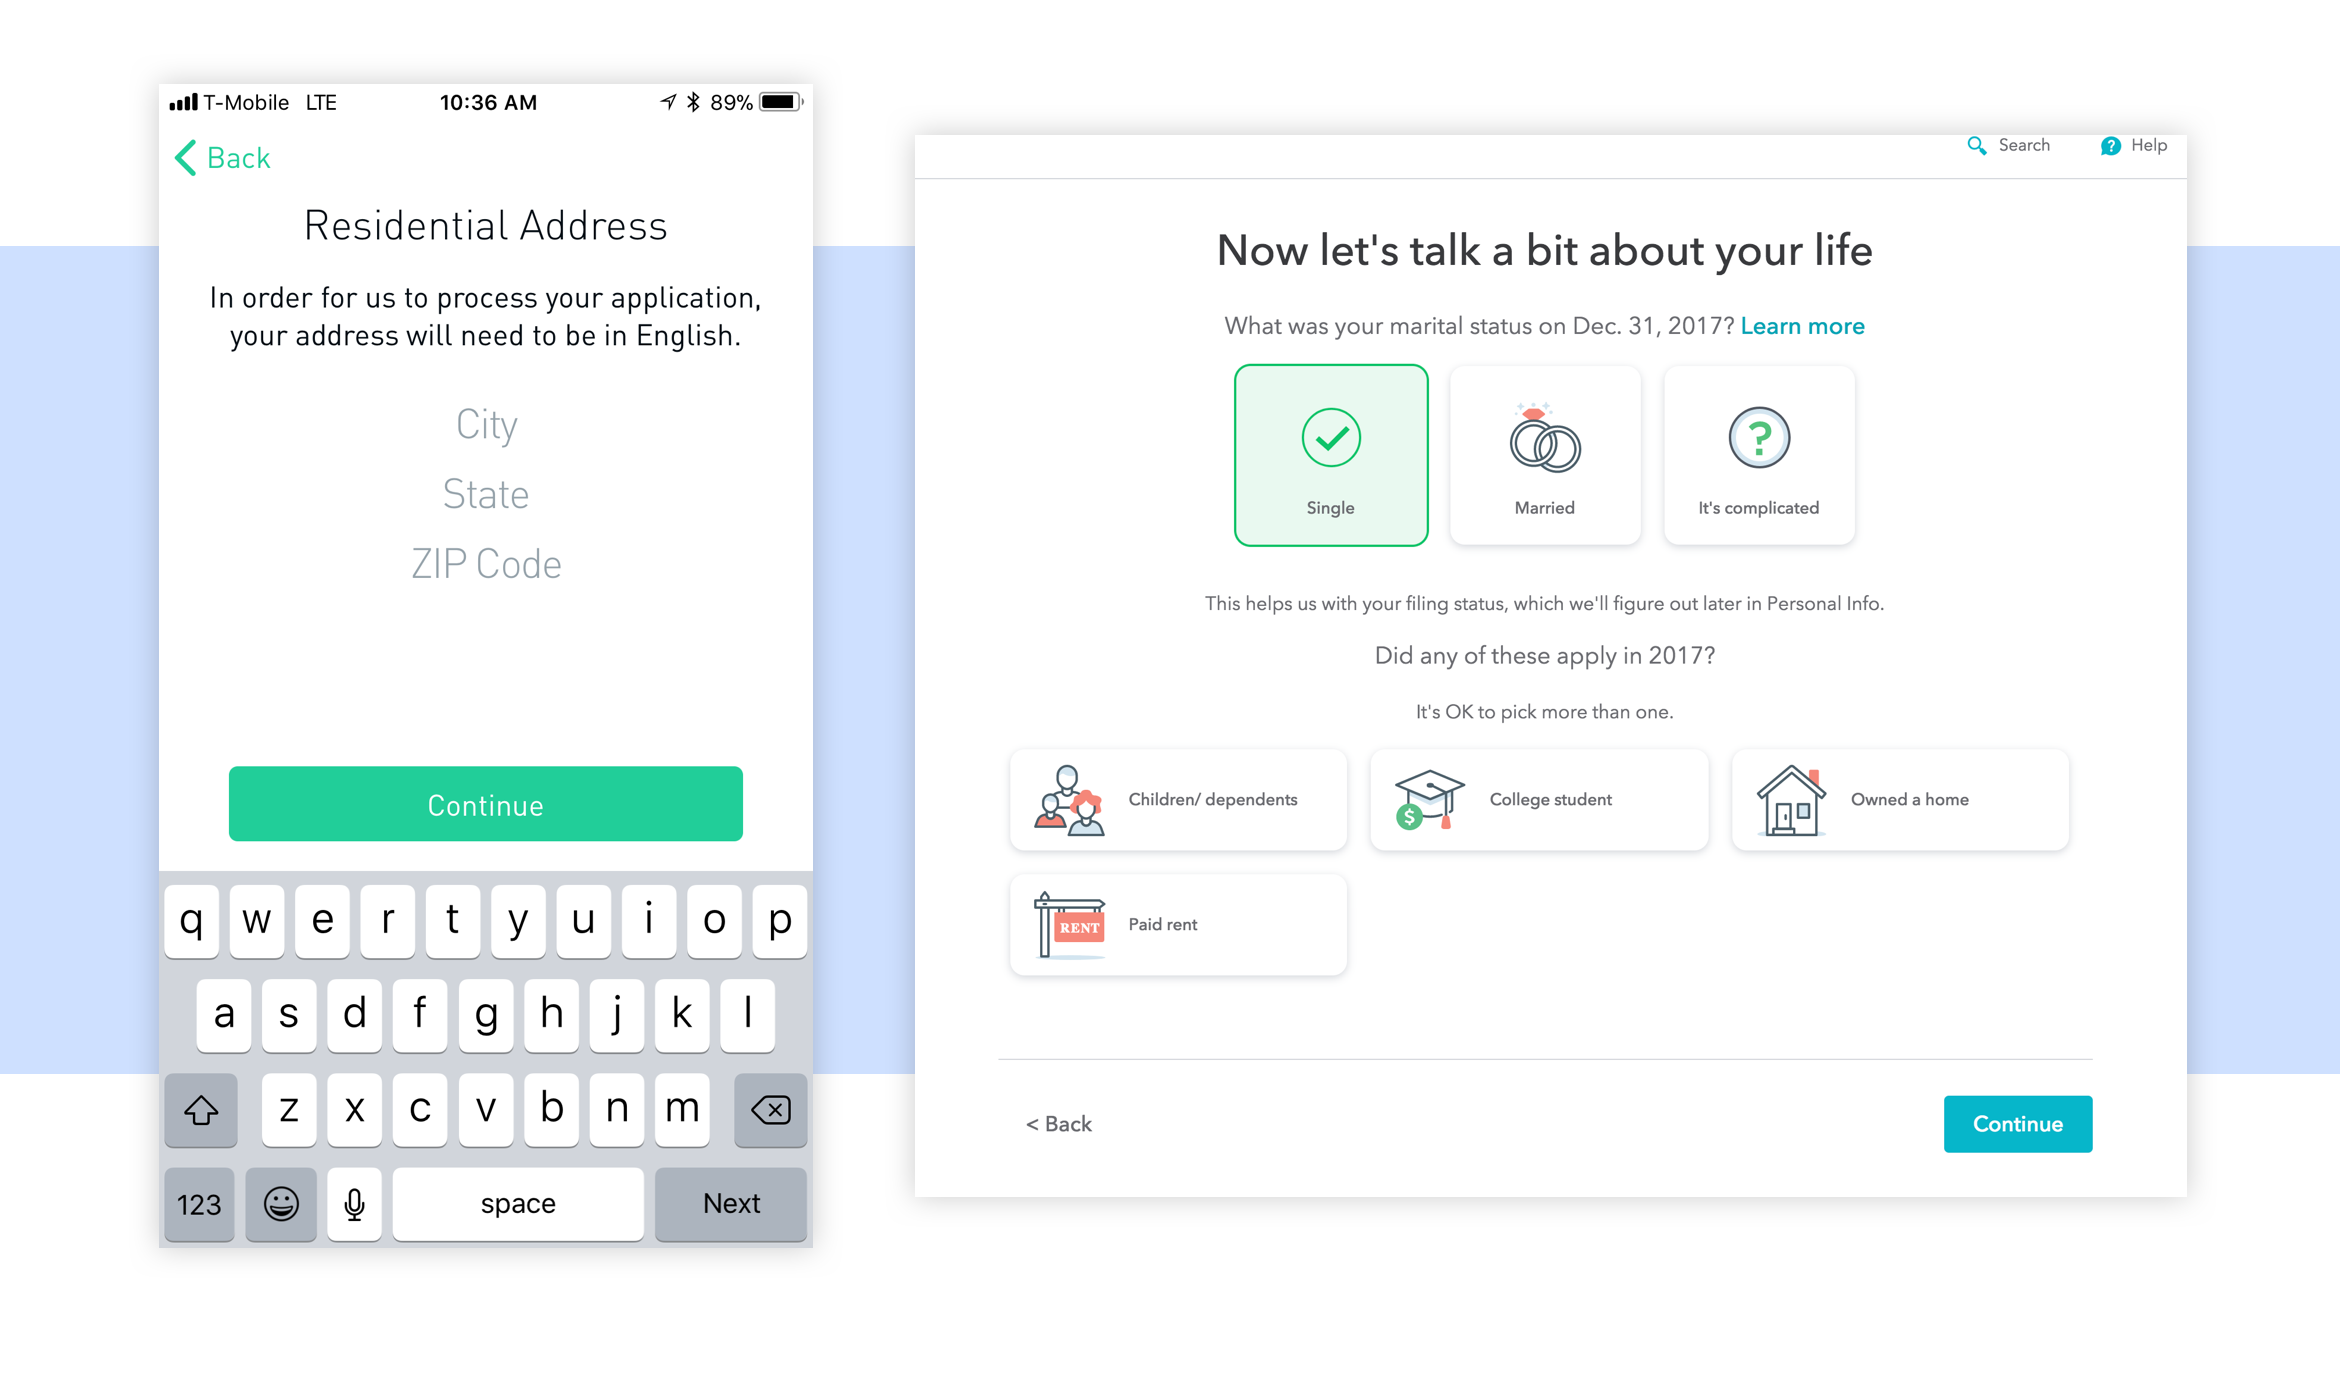 T-Mobile LTE 10:36 AM 89%
Back
Residential Address
In order for us to process your application,
your address will need to be in English.
City
State
ZIP Code
Continue
q w e r t y u i o p
a s d f g h j k l
z x c v b n m
123 space Next
Search Help
Now let's talk a bit about your life
What was your marital status on Dec. 31, 2017? Learn more
?
Single Married It's complicated
This helps us with your filing status, which we'll figure out later in Personal Info.
Did any of these apply in 2017?
It's OK to pick more than one.
Children/ dependents College student Owned a home
$
RENT Paid rent
< Back Continue